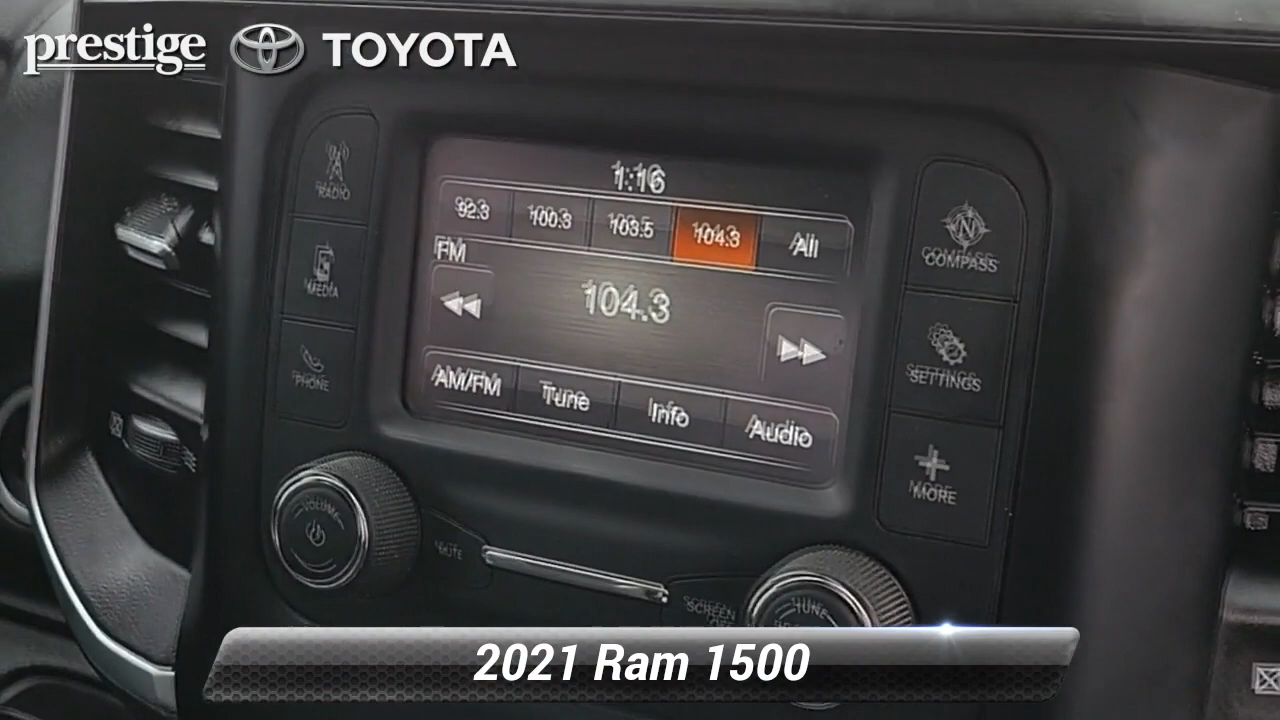 prestige TOYOTA
RADIO
MEDIA
PHONE
1:16
92.3 100.3 103.5 104.3 All
FM
104.3
AM/FM Tune Info Audio
N
COMPASS
SETTINGS
MORE
VOLUME
MUTE
SCREEN
OFF
TUNE
2021 Ram 1500